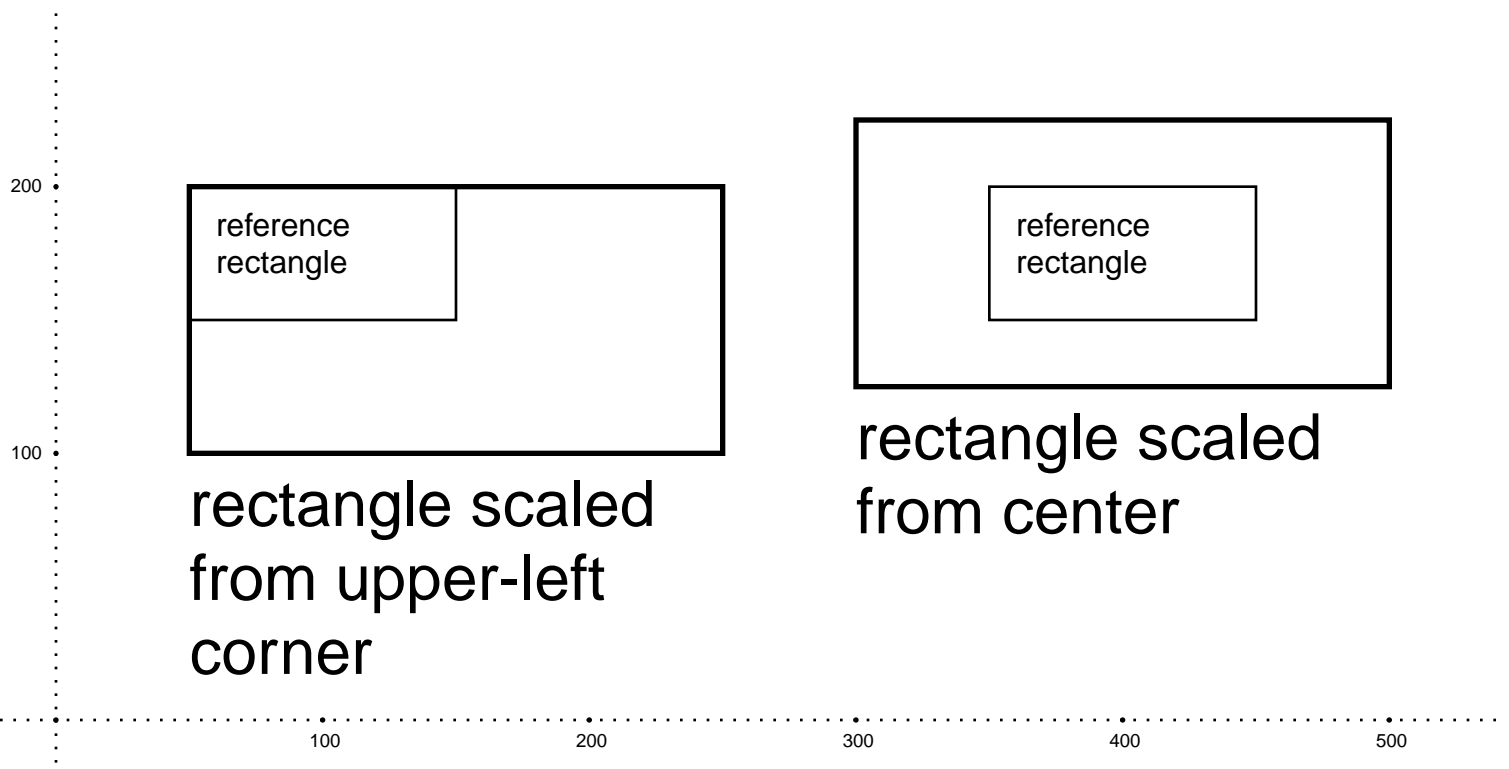 200
reference
rectangle
reference
rectangle
100
rectangle scaled
from upper-left
corner
rectangle scaled
from center
100
200
300
400
500